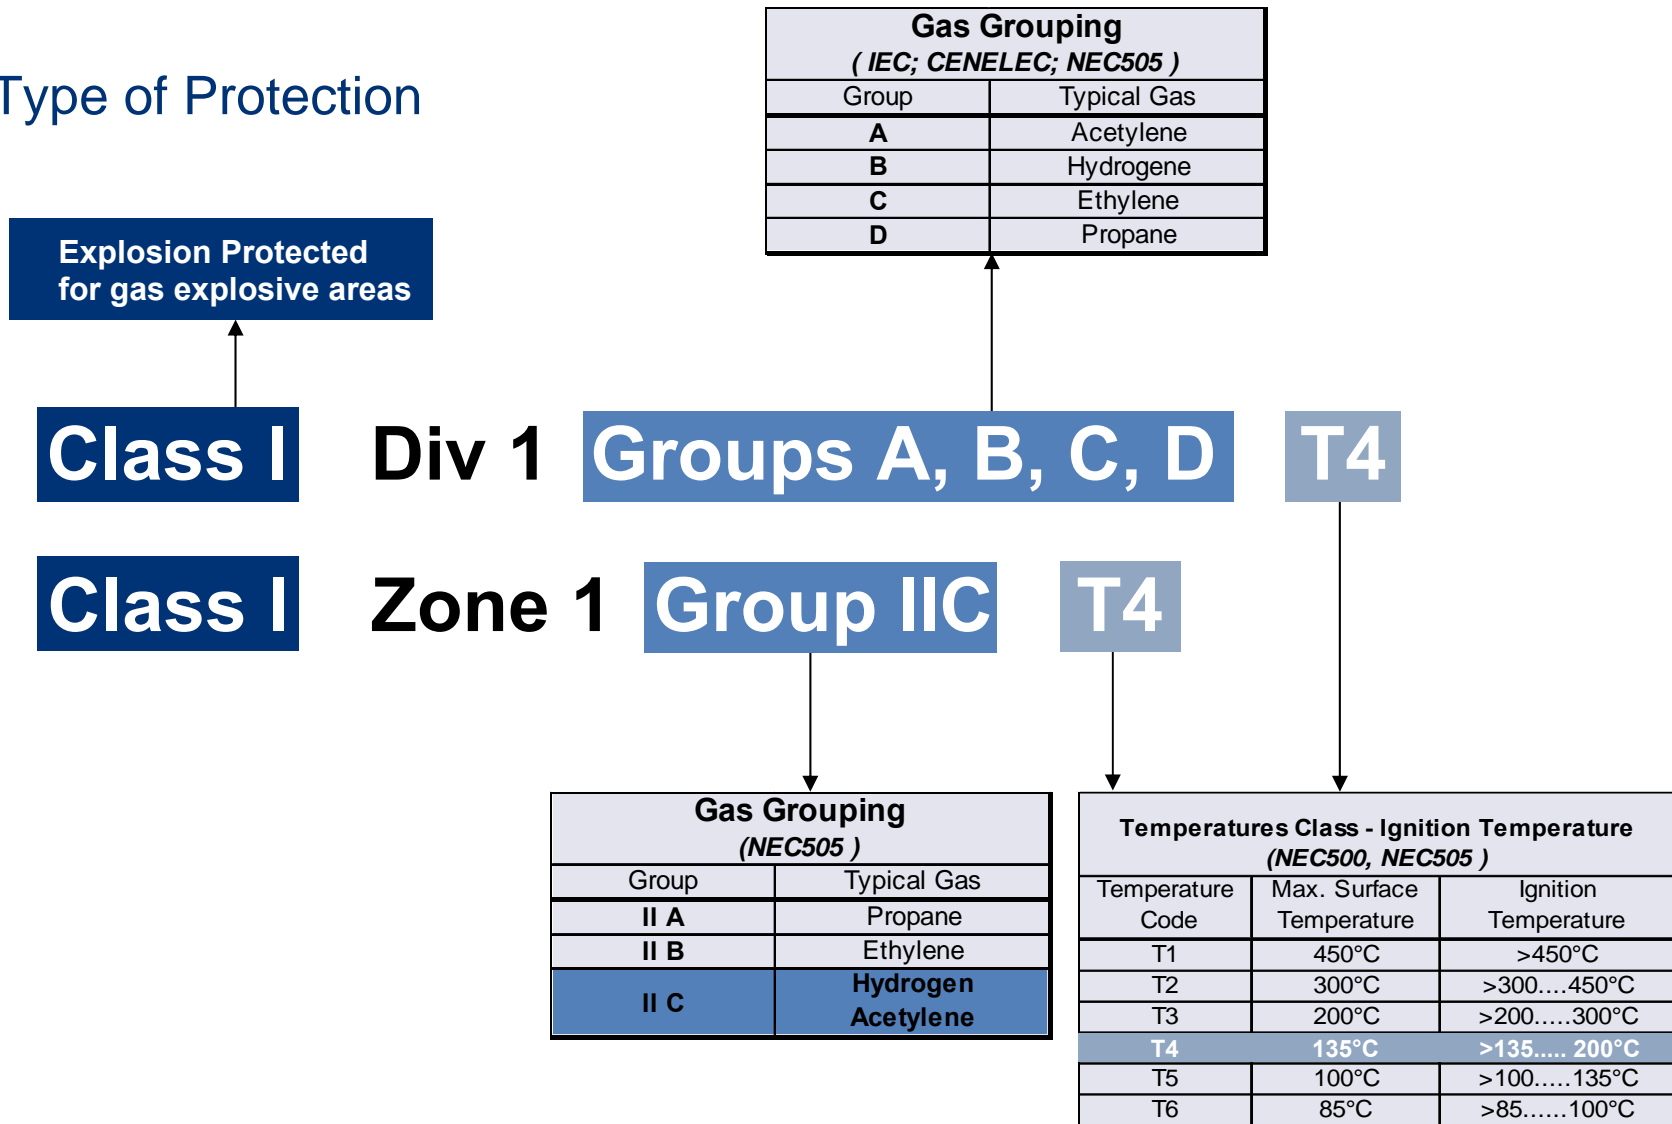 Type of Protection
Gas Grouping
( IEC; CENELEC; NEC505 )
Group Typical Gas
A Acetylene
B Hydrogene
C Ethylene
D Propane
Explosion Protected
for gas explosive areas
Class I Div 1 Groups A, B, C, D T4
Class I Zone 1 Group IIC T4
Gas Grouping
(NEC505 )
Group Typical Gas
II A Propane
II B Ethylene
II C Hydrogen
Acetylene
Temperatures Class - Ignition Temperature
(NEC500, NEC505 )
Temperature Max. Surface Ignition
Code Temperature Temperature
T1 450°C >450°C
T2 300°C >300....450°C
T3 200°C >200.....300°C
T4 135°C >135..... 200°C
T5 100°C >100.....135°C
T6 85°C >85......100°C